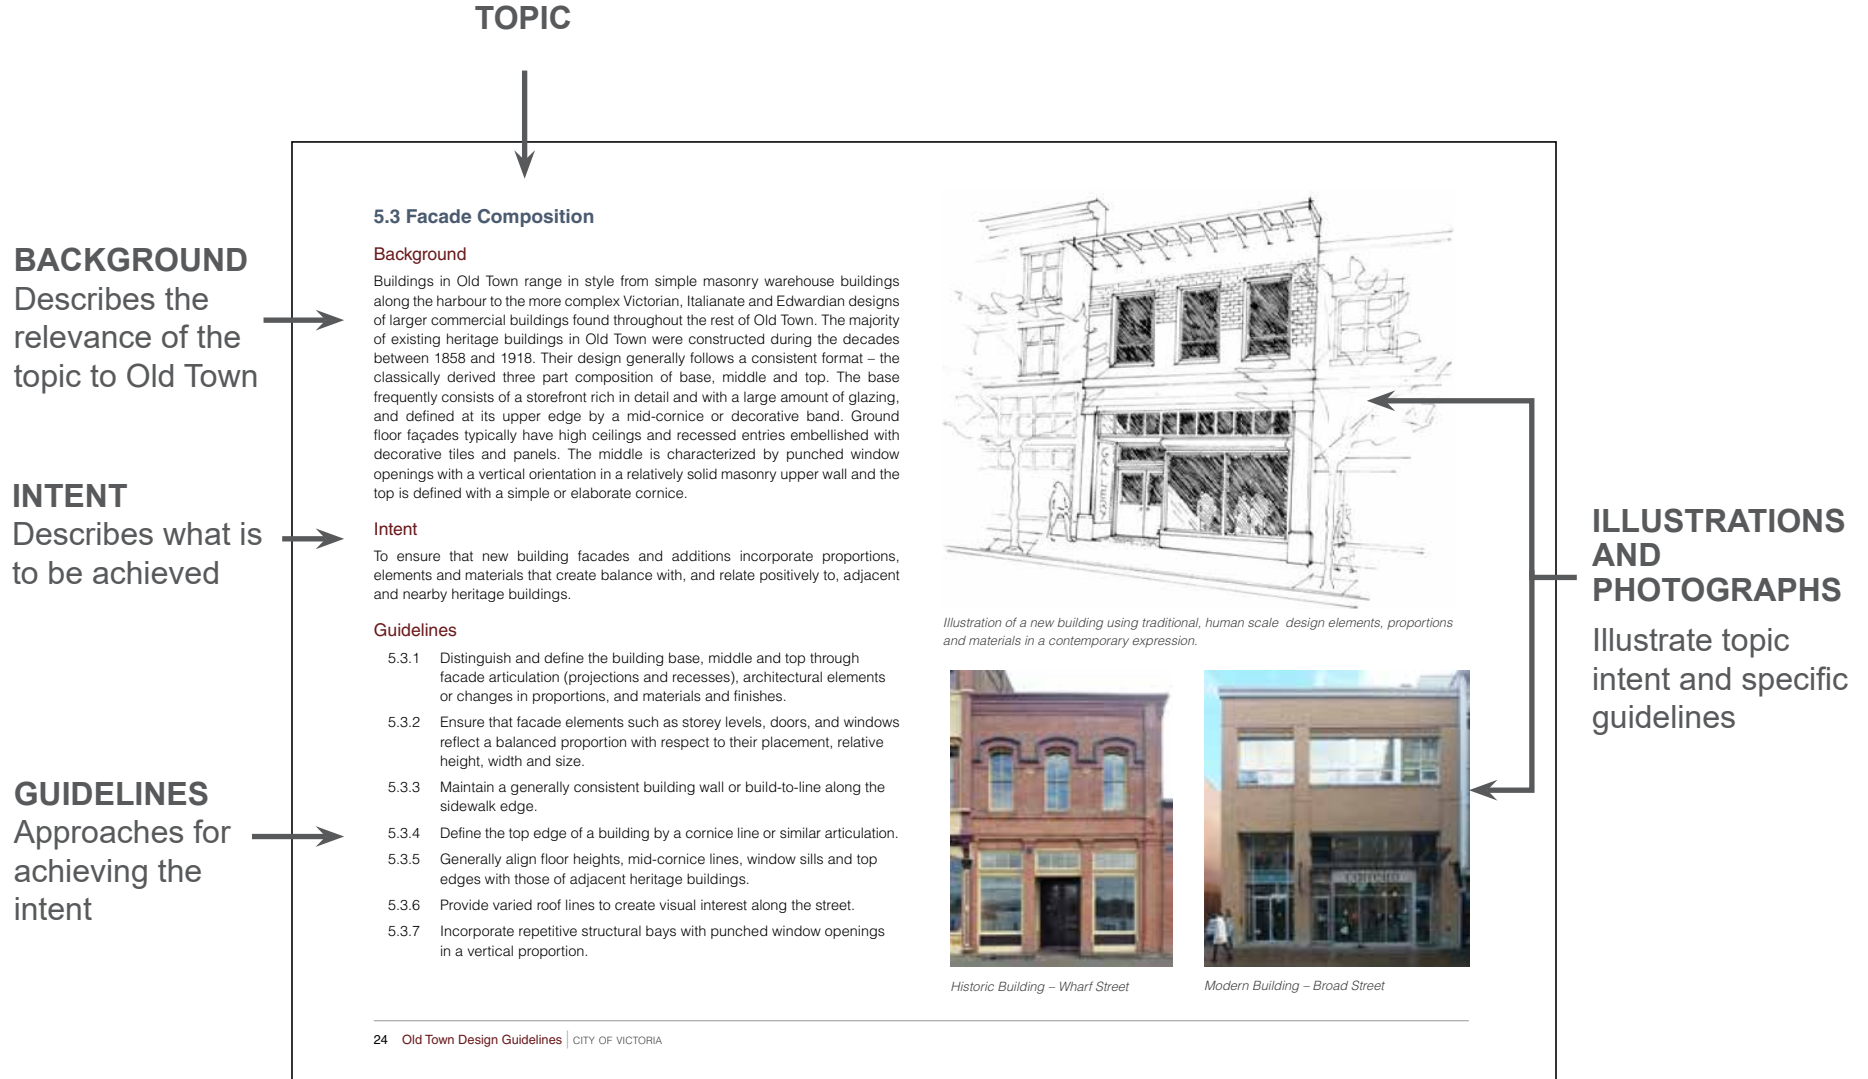 TOPIC
BACKGROUND
Describes the
relevance of the
topic to Old Town
INTENT
Describes what is
to be achieved
GUIDELINES
Approaches for
achieving the
intent
5.3 Facade Composition
Background
Buildings in Old Town range in style from simple masonry warehouse buildings
along the harbour to the more complex Victorian, Italianate and Edwardian designs
of larger commercial buildings found throughout the rest of Old Town. The majority
of existing heritage buildings in Old Town were constructed during the decades
between 1858 and 1918. Their design generally follows a consistent format – the
classically derived three part composition of base, middle and top. The base
frequently consists of a storefront rich in detail and with a large amount of glazing,
and defined at its upper edge by a mid-cornice or decorative band. Ground
floor façades typically have high ceilings and recessed entries embellished with
decorative tiles and panels. The middle is characterized by punched window
openings with a vertical orientation in a relatively solid masonry upper wall and the
top is defined with a simple or elaborate cornice.
Intent
To ensure that new building facades and additions incorporate proportions,
elements and materials that create balance with, and relate positively to, adjacent
and nearby heritage buildings.
Guidelines
5.3.1 Distinguish and define the building base, middle and top through
facade articulation (projections and recesses), architectural elements
or changes in proportions, and materials and finishes.
5.3.2 Ensure that facade elements such as storey levels, doors, and windows
reflect a balanced proportion with respect to their placement, relative
height, width and size.
5.3.3 Maintain a generally consistent building wall or build-to-line along the
sidewalk edge.
5.3.4 Define the top edge of a building by a cornice line or similar articulation.
5.3.5 Generally align floor heights, mid-cornice lines, window sills and top
edges with those of adjacent heritage buildings.
5.3.6 Provide varied roof lines to create visual interest along the street.
5.3.7 Incorporate repetitive structural bays with punched window openings
in a vertical proportion.
GALLERY
Illustration of a new building using traditional, human scale design elements, proportions
and materials in a contemporary expression.
Historic Building – Wharf Street
Modern Building – Broad Street
24 Old Town Design Guidelines | CITY OF VICTORIA
ILLUSTRATIONS
AND
PHOTOGRAPHS
Illustrate topic
intent and specific
guidelines